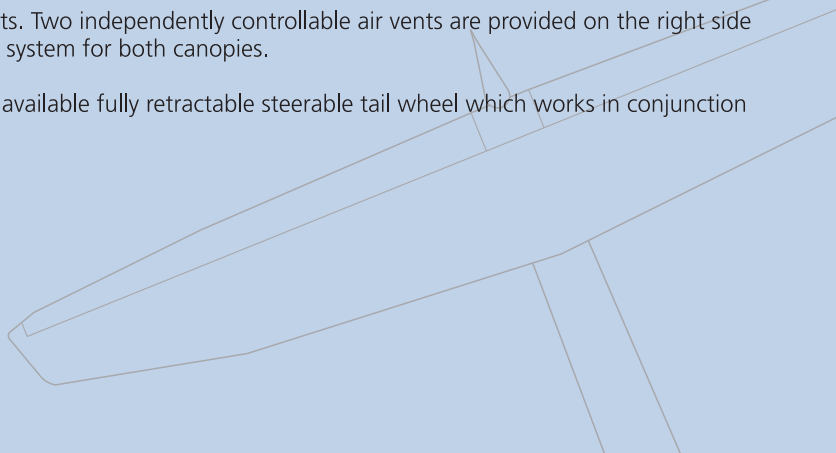 ts. Two independently controllable air vents are provided on the right side
system for both canopies.
available fully retractable steerable tail wheel which works in conjunction